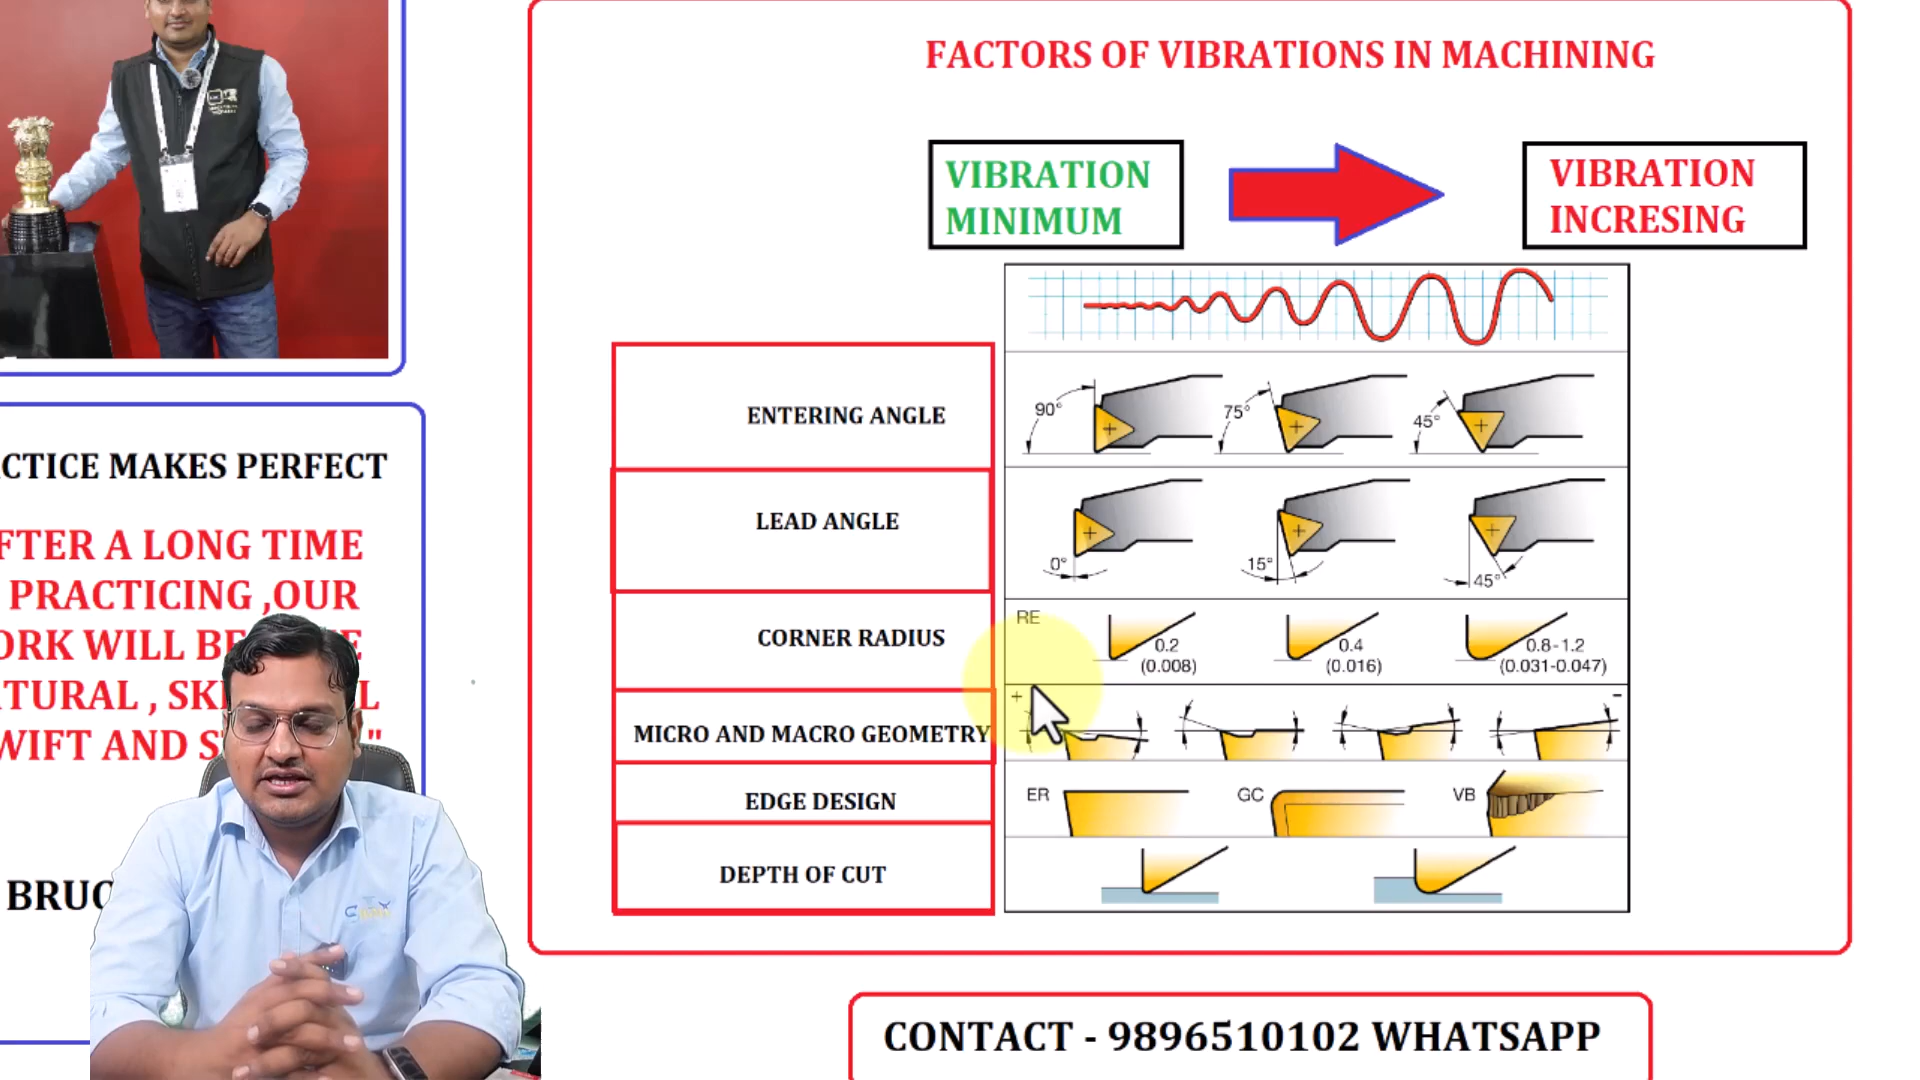 FACTORS OF VIBRATIONS IN MACHINING
VIBRATION
MINIMUM
VIBRATION
INCRESING
ENTERING ANGLE
90°
75°
45°
LEAD ANGLE
0°
15°
45°
CORNER RADIUS
RE
0.2
(0.008)
0.4
(0.016)
0.8-1.2
(0.031-0.047)
MICRO AND MACRO GEOMETRY
+
-
EDGE DESIGN
ER
GC
VB
DEPTH OF CUT
CTICE MAKES PERFECT
FTER A LONG TIME
PRACTICING ,OUR
ORK WILL BE
TURAL , SK
WIFT AND S "
BRUC
CONTACT - 9896510102 WHATSAPP